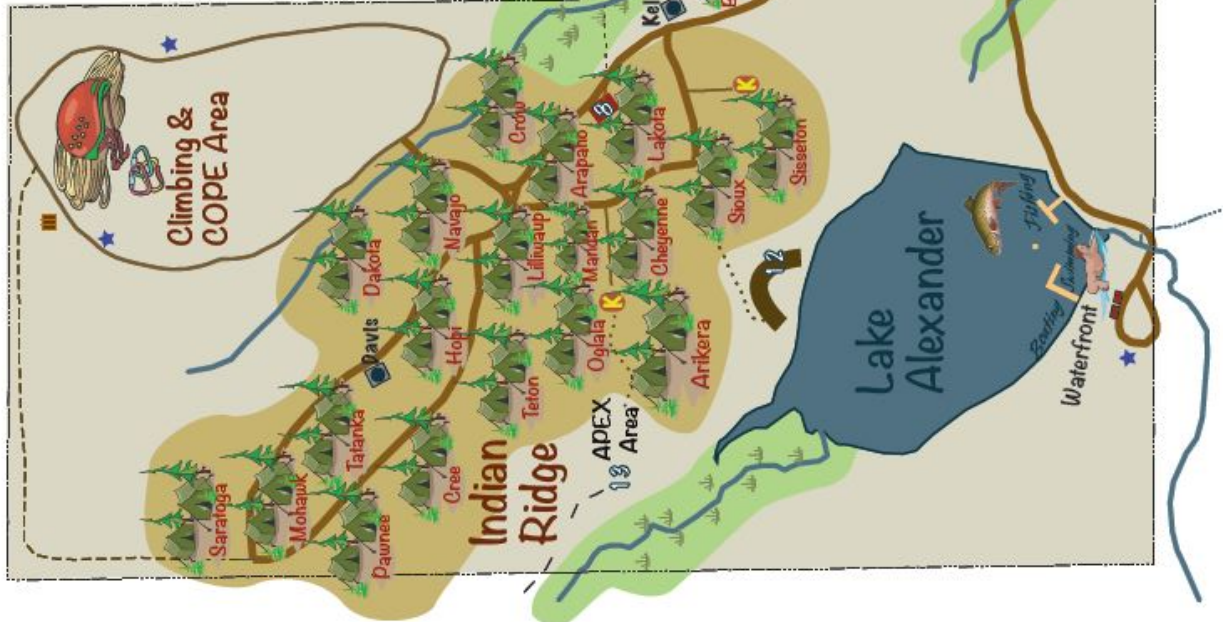 Climbing &
COPE Area
Saratoga
Mohawk
Tatanka
Pawnee
Davis
Dakota
Navajo
Crow
Hopi
Cree
Lilliwaup
Arapaho
Teton
Mandan
Oglala
Cheyenne
Lakota
B
K
K
Sioux
Sisseton
Arikera
Indian
Ridge
13
APEX
Area
12
Lake
Alexander
Fishing
Swimming
Boating
Waterfront